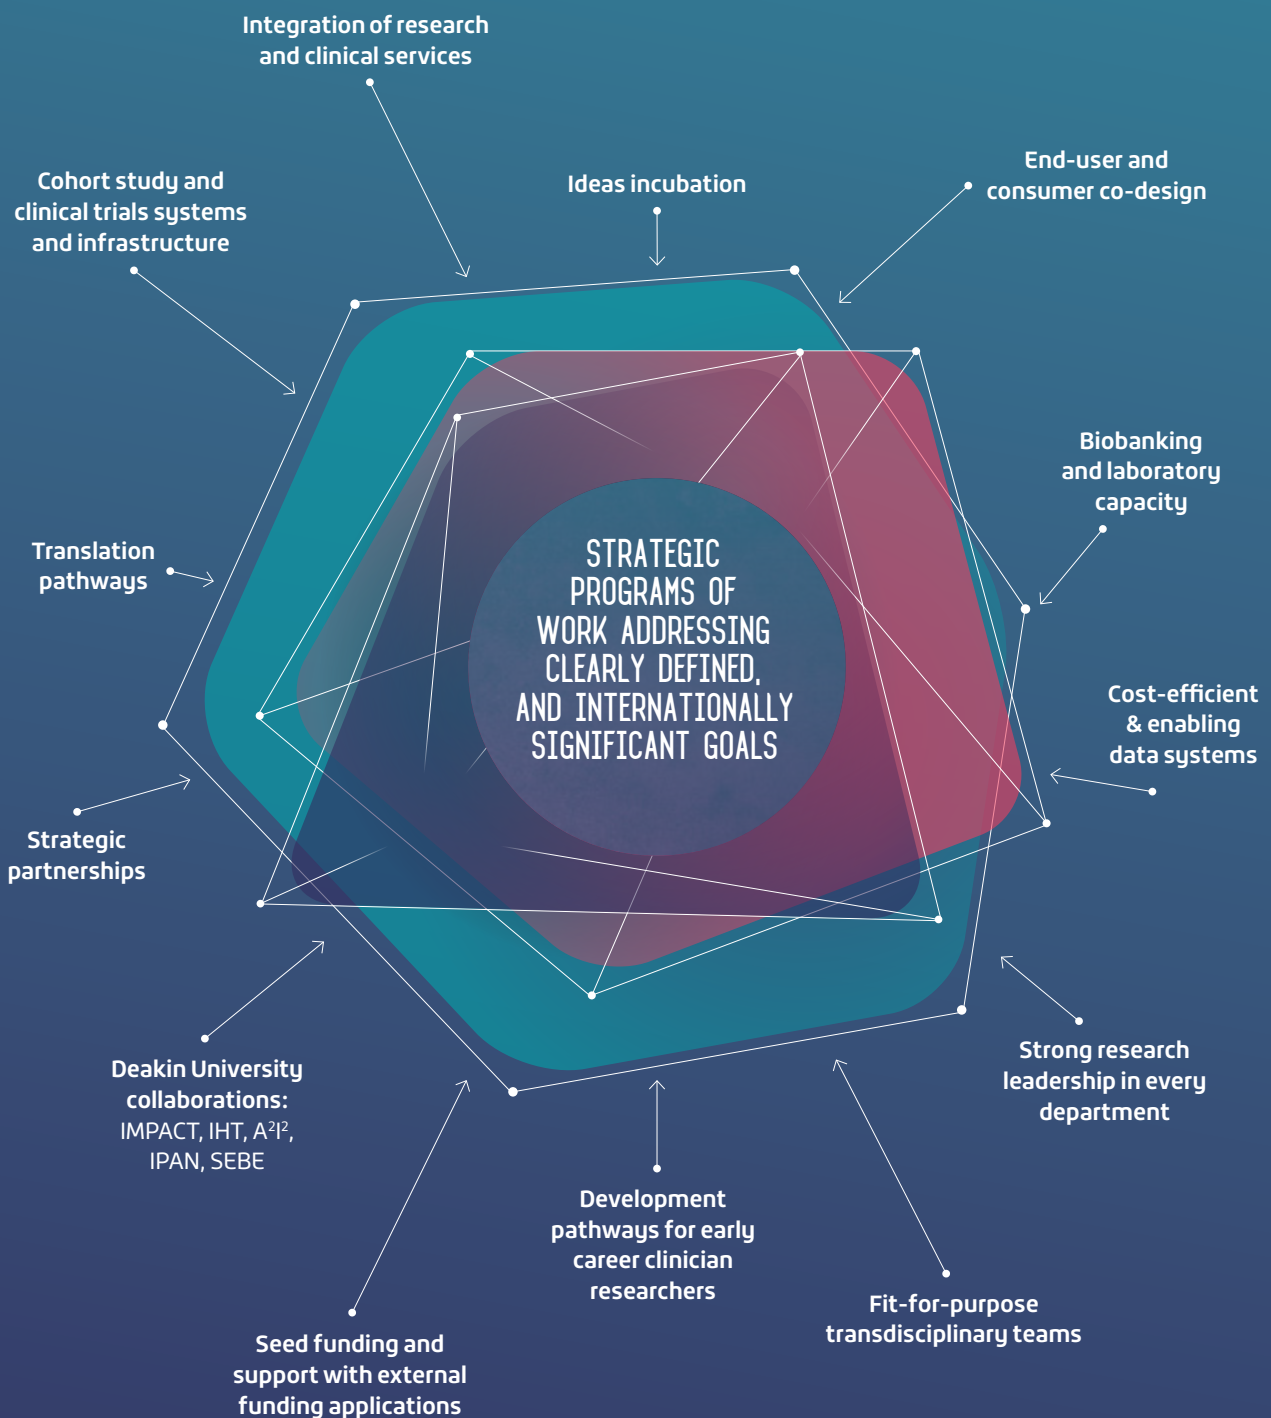 Integration of research
and clinical services
Ideas incubation
End-user and
consumer co-design
Cohort study and
clinical trials systems
and infrastructure
Biobanking
and laboratory
capacity
Translation
pathways
STRATEGIC
PROGRAMS OF
WORK ADDRESSING
CLEARLY DEFINED,
AND INTERNATIONALLY
SIGNIFICANT GOALS
Cost-efficient
& enabling
data systems
Strategic
partnerships
Strong research
leadership in every
department
Deakin University
collaborations:
IMPACT, IHT, A²I²,
IPAN, SEBE
Development
pathways for early
career clinician
researchers
Fit-for-purpose
transdisciplinary teams
Seed funding and
support with external
funding applications